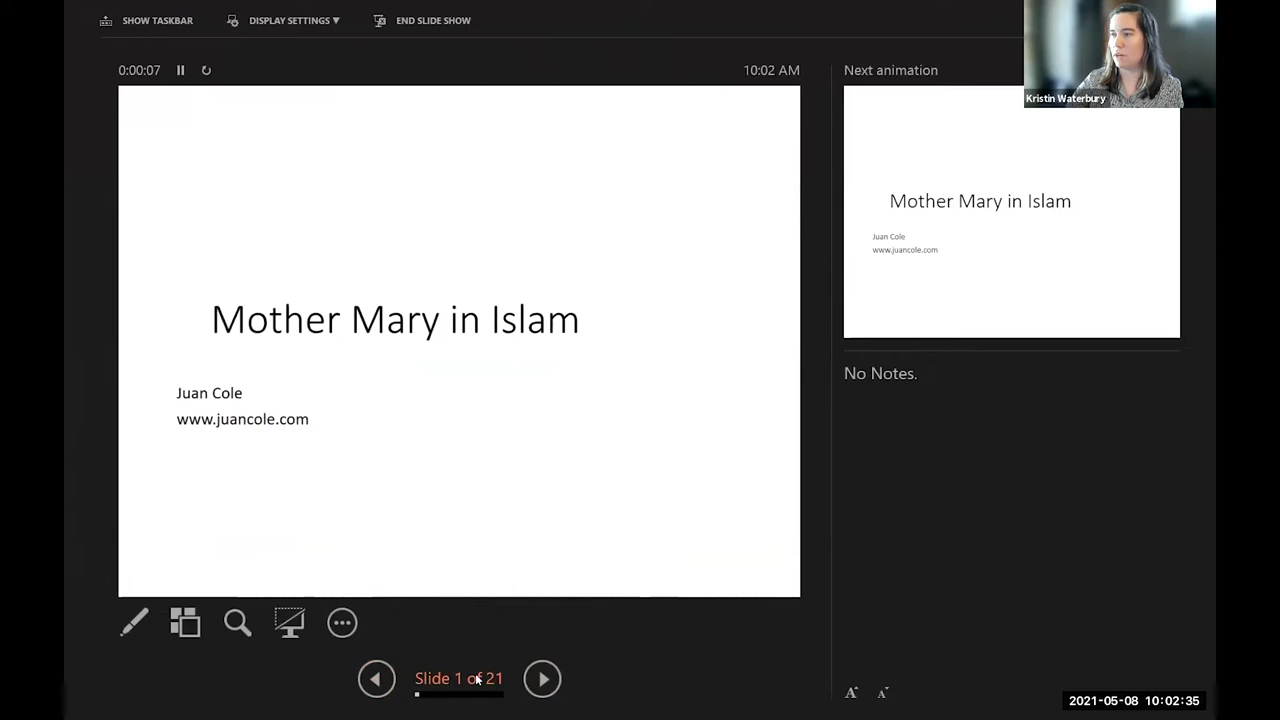 SHOW TASKBAR
DISPLAY SETTINGS ▼
END SLIDE SHOW
0:00:07
10:02 AM
Next animation
Kristin Waterbury
Mother Mary in Islam
Juan Cole
www.juancole.com
Mother Mary in Islam
Juan Cole
www.juancole.com
No Notes.
Slide 1 of 21
A A
2021-05-08 10:02:35